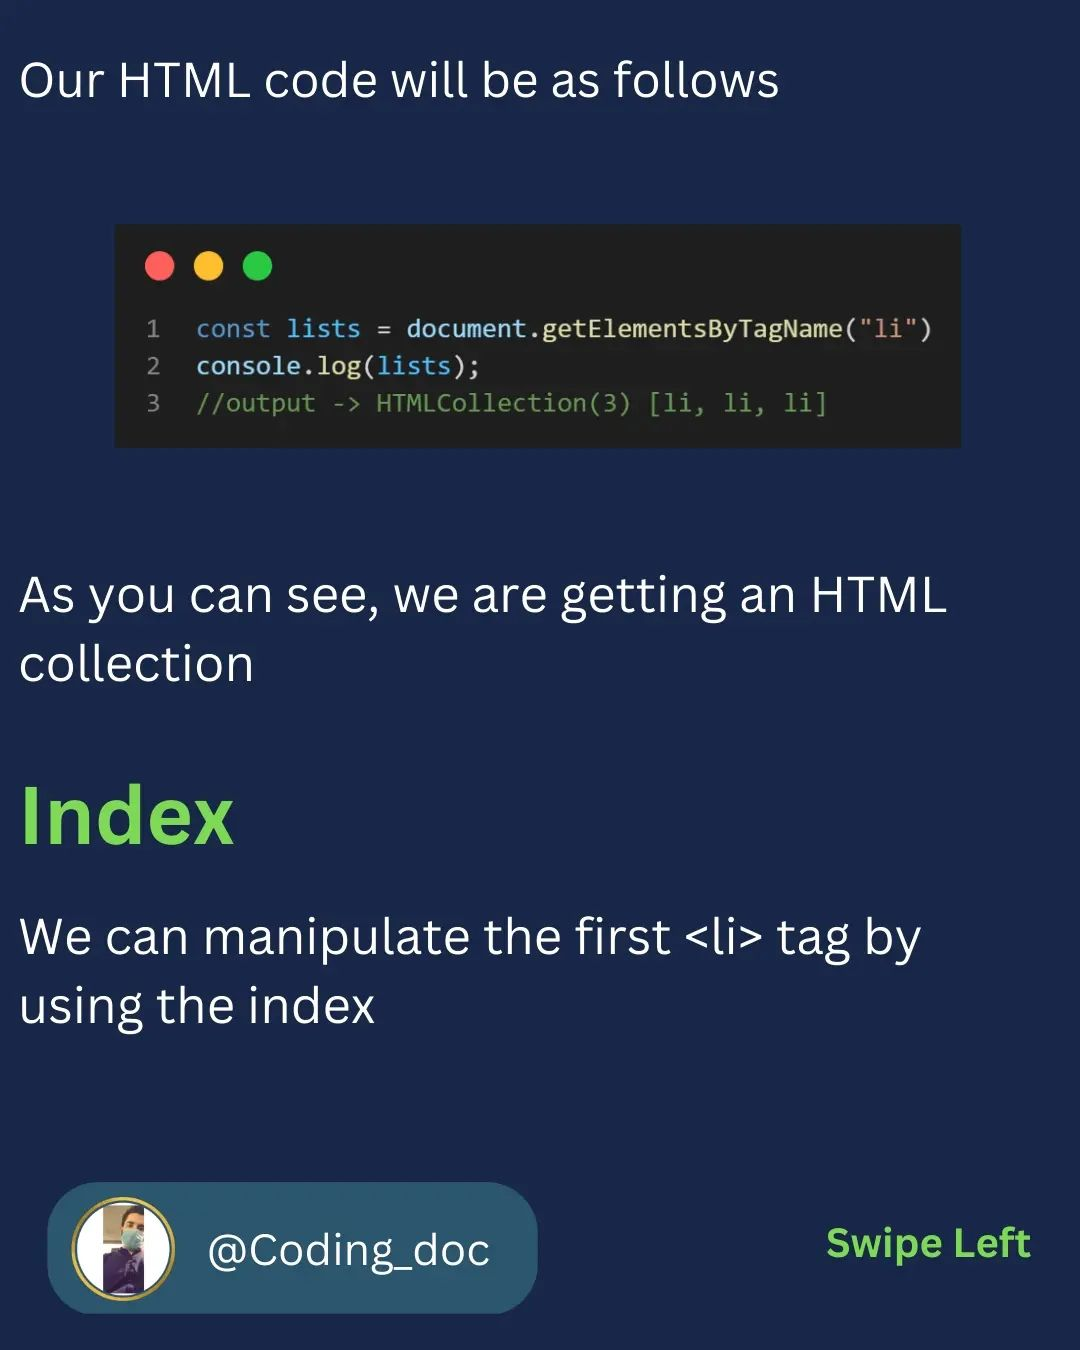 Our HTML code will be as follows
1 const lists = document.getElementsByTagName("li")
2 console.log(lists);
3 //output -> HTMLCollection(3) [li, li, li]
As you can see, we are getting an HTML
collection
Index
We can manipulate the first <li> tag by
using the index
@Coding_doc
Swipe Left